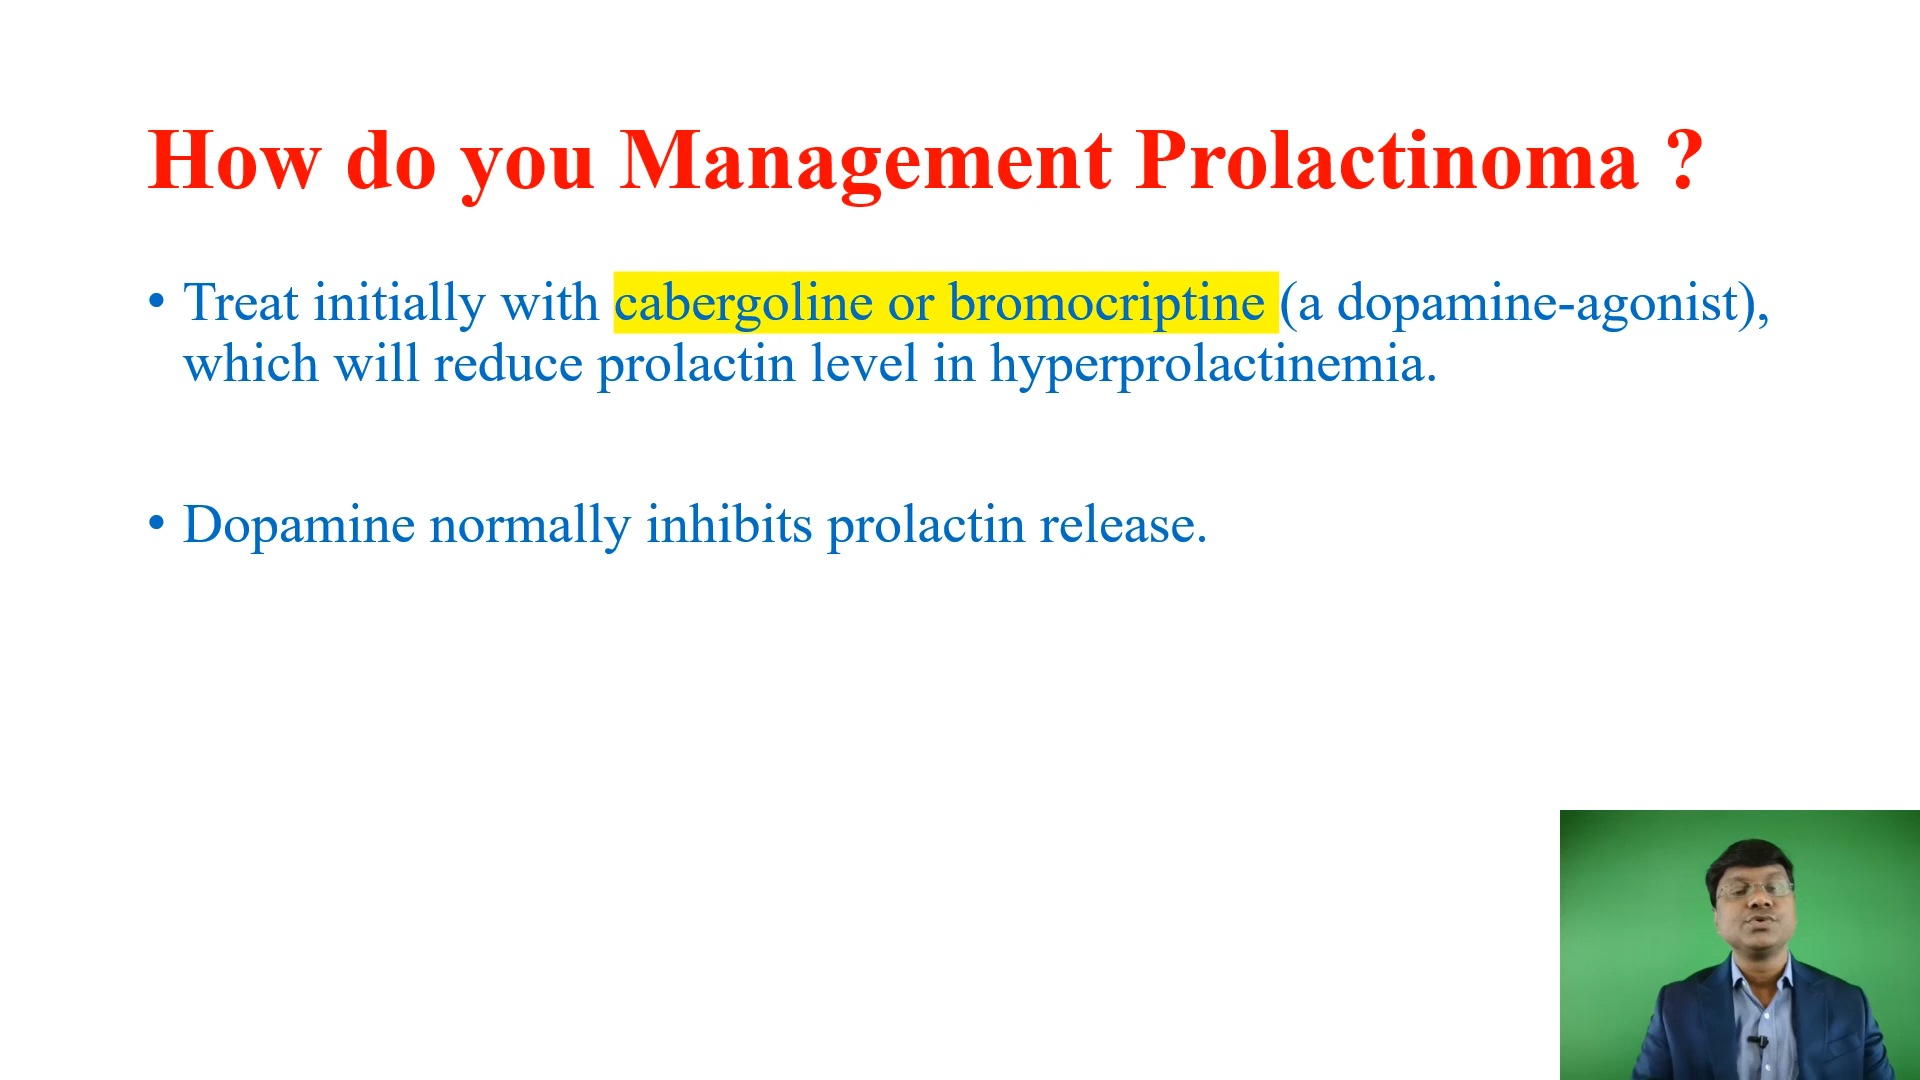 How do you Management Prolactinoma ?
• Treat initially with cabergoline or bromocriptine (a dopamine-agonist),
which will reduce prolactin level in hyperprolactinemia.
• Dopamine normally inhibits prolactin release.